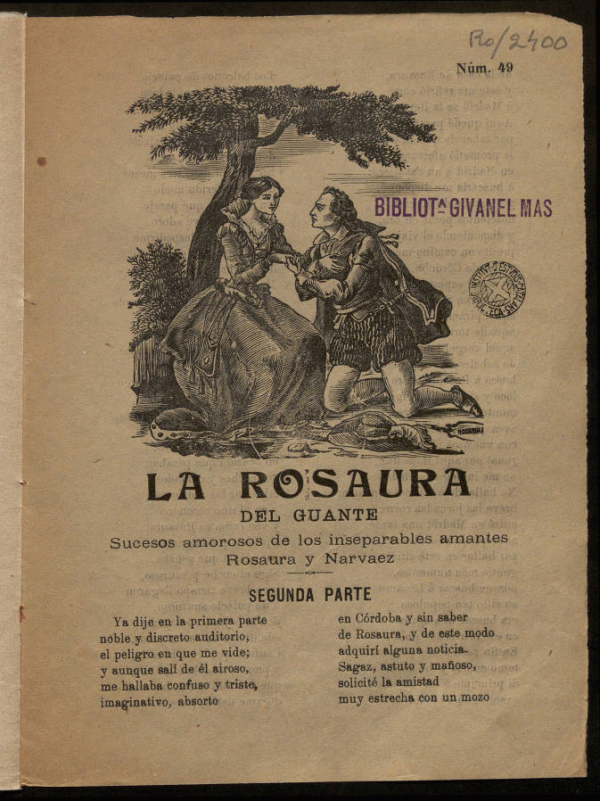 Ro/2400
Núm. 49
BIBLIOTA GIVANEL MAS
LA ROSAURA
DEL GUANTE
Sucesos amorosos de los inseparables amantes
Rosaura y Narvaez
SEGUNDA PARTE
Ya dije en la primera parte
noble y discreto auditorio,
el peligro en que me vide;
y aunque salí de él airoso,
me hallaba confuso y triste,
imaginativo, absorto
en Córdoba y sin saber
de Rosaura, y de este modo
adquirí alguna noticia.
Sagaz, astuto y mañoso,
solicité la amistad
muy estrecha con un mozo